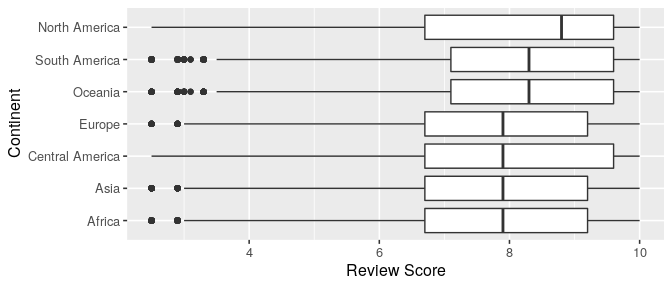 North America
South America
Oceania
Europe
Central America
Asia
Africa
Continent
4 6 8 10
Review Score